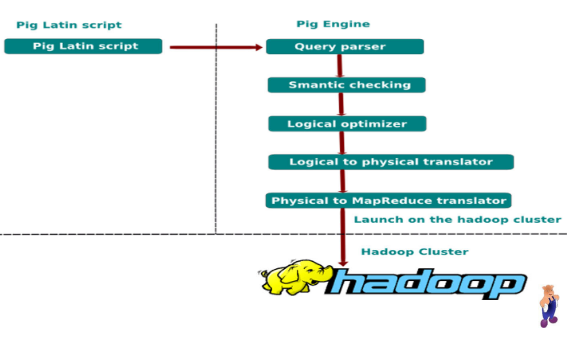 Pig Latin script
Pig Engine
Pig Latin script
Query parser
Smantic checking
Logical optimizer
Logical to physical translator
Physical to MapReduce translator
Launch on the hadoop cluster
Hadoop Cluster
hadoop